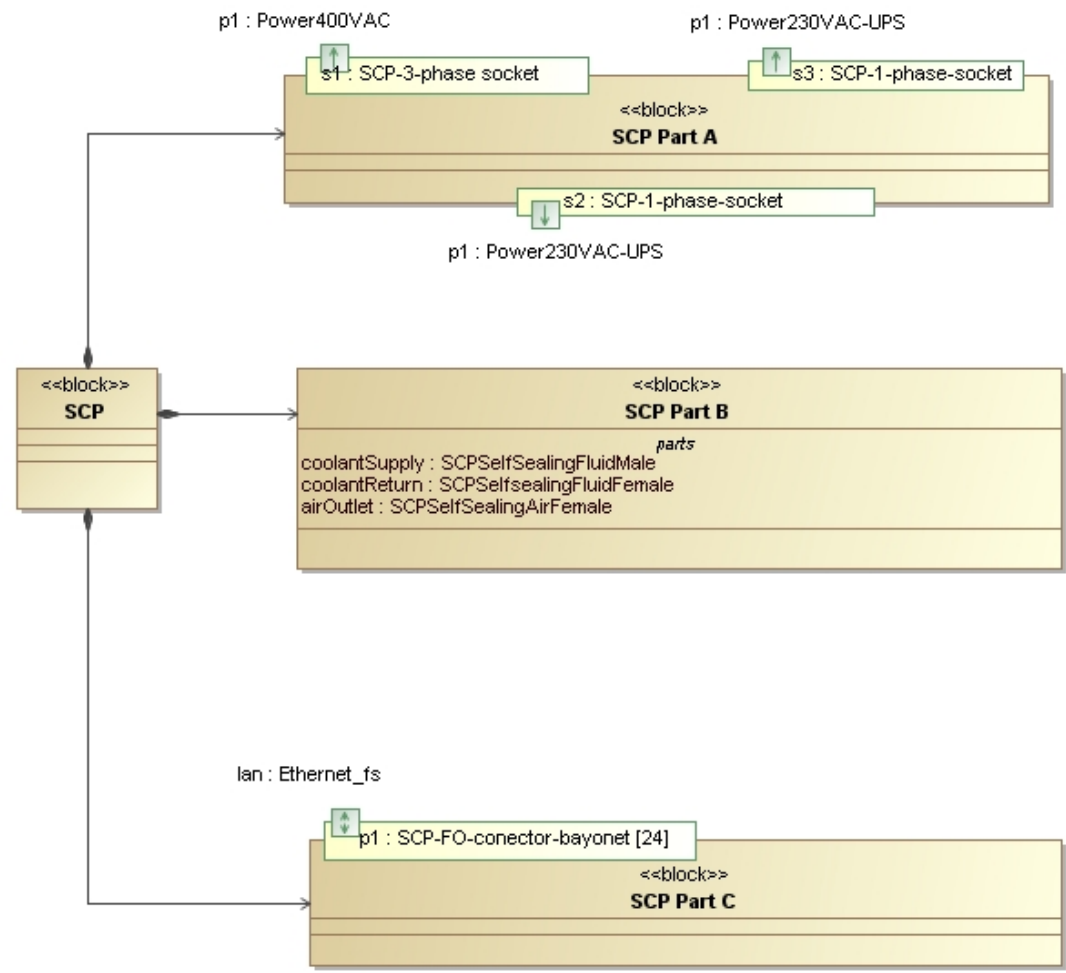 p1 : Power400VAC
p1 : Power230VAC-UPS
s1 : SCP-3-phase socket
s3 : SCP-1-phase-socket
<<block>>
SCP Part A
s2 : SCP-1-phase-socket
p1 : Power230VAC-UPS
<<block>>
SCP
<<block>>
SCP Part B
parts
coolantSupply : SCPSelfSealingFluidMale
coolantReturn : SCPSelfsealingFluidFemale
airOutlet : SCPSelfSealingAirFemale
lan : Ethernet_fs
p1 : SCP-FO-conector-bayonet [24]
<<block>>
SCP Part C